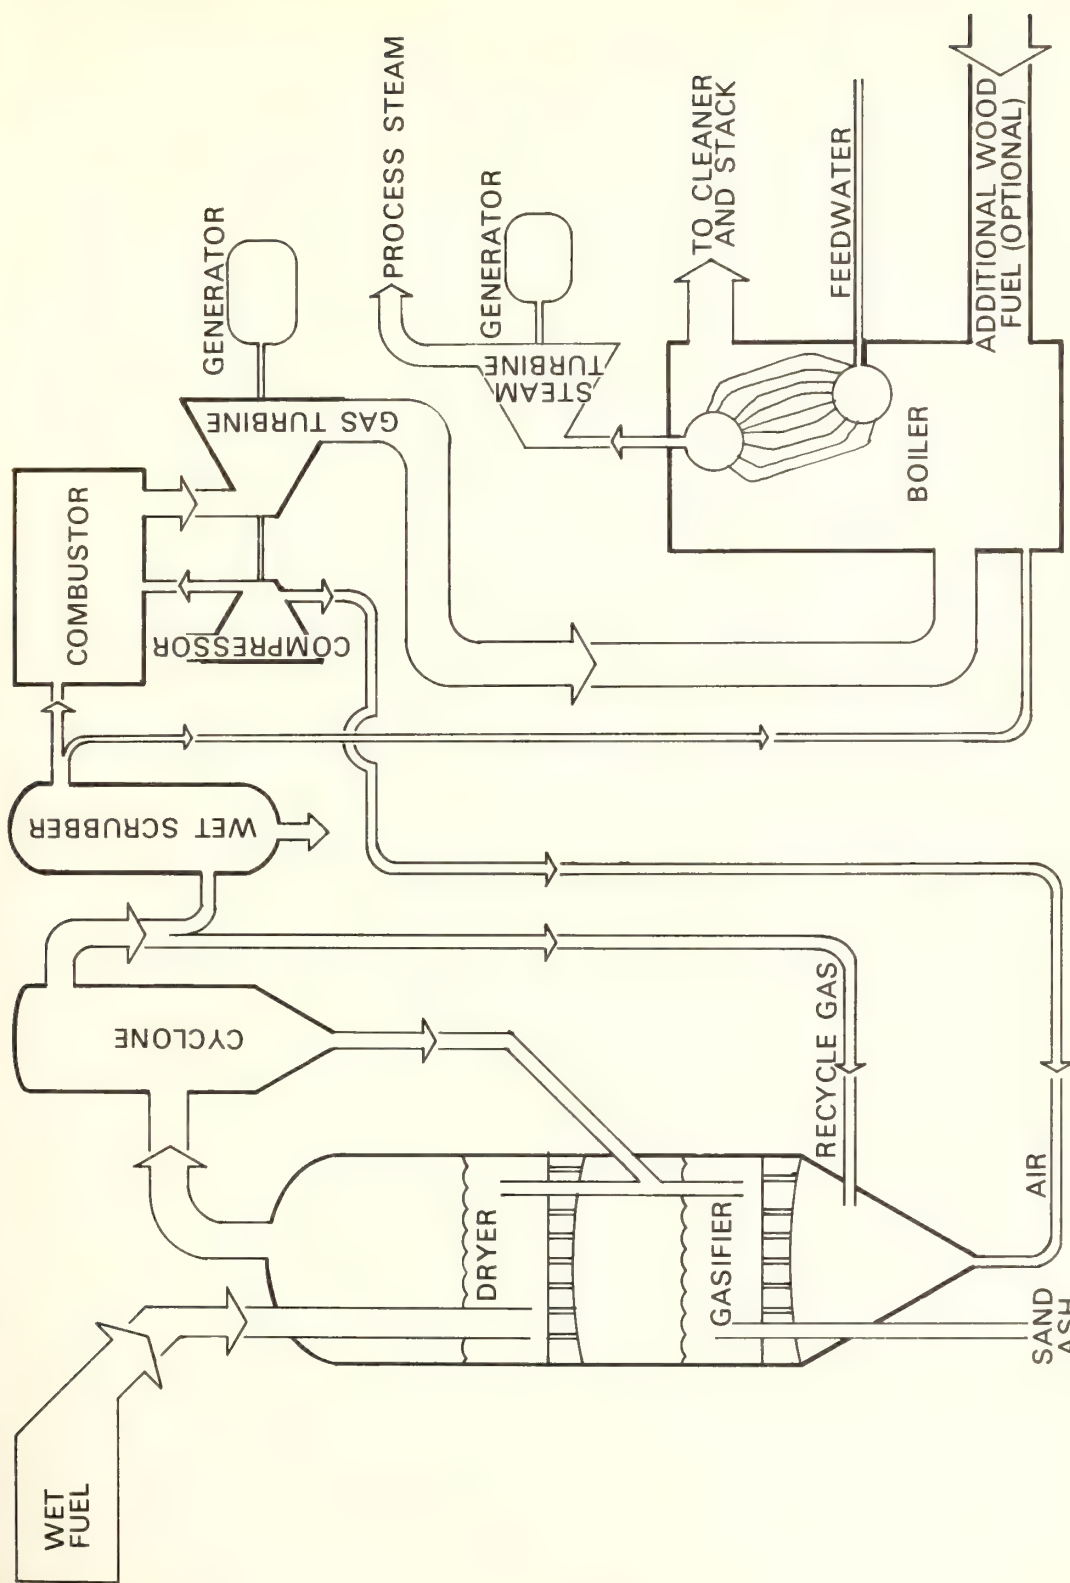 WET
FUEL
DRYER
GASIFIER
SAND
ASH
AIR
RECYCLE GAS
CYCLONE
WET SCRUBBER
COMBUSTOR
COMPRESSOR
GAS TURBINE
GENERATOR
PROCESS STEAM
STEAM
TURBINE
GENERATOR
TO CLEANER
AND STACK
FEEDWATER
BOILER
ADDITIONAL WOOD
FUEL (OPTIONAL)